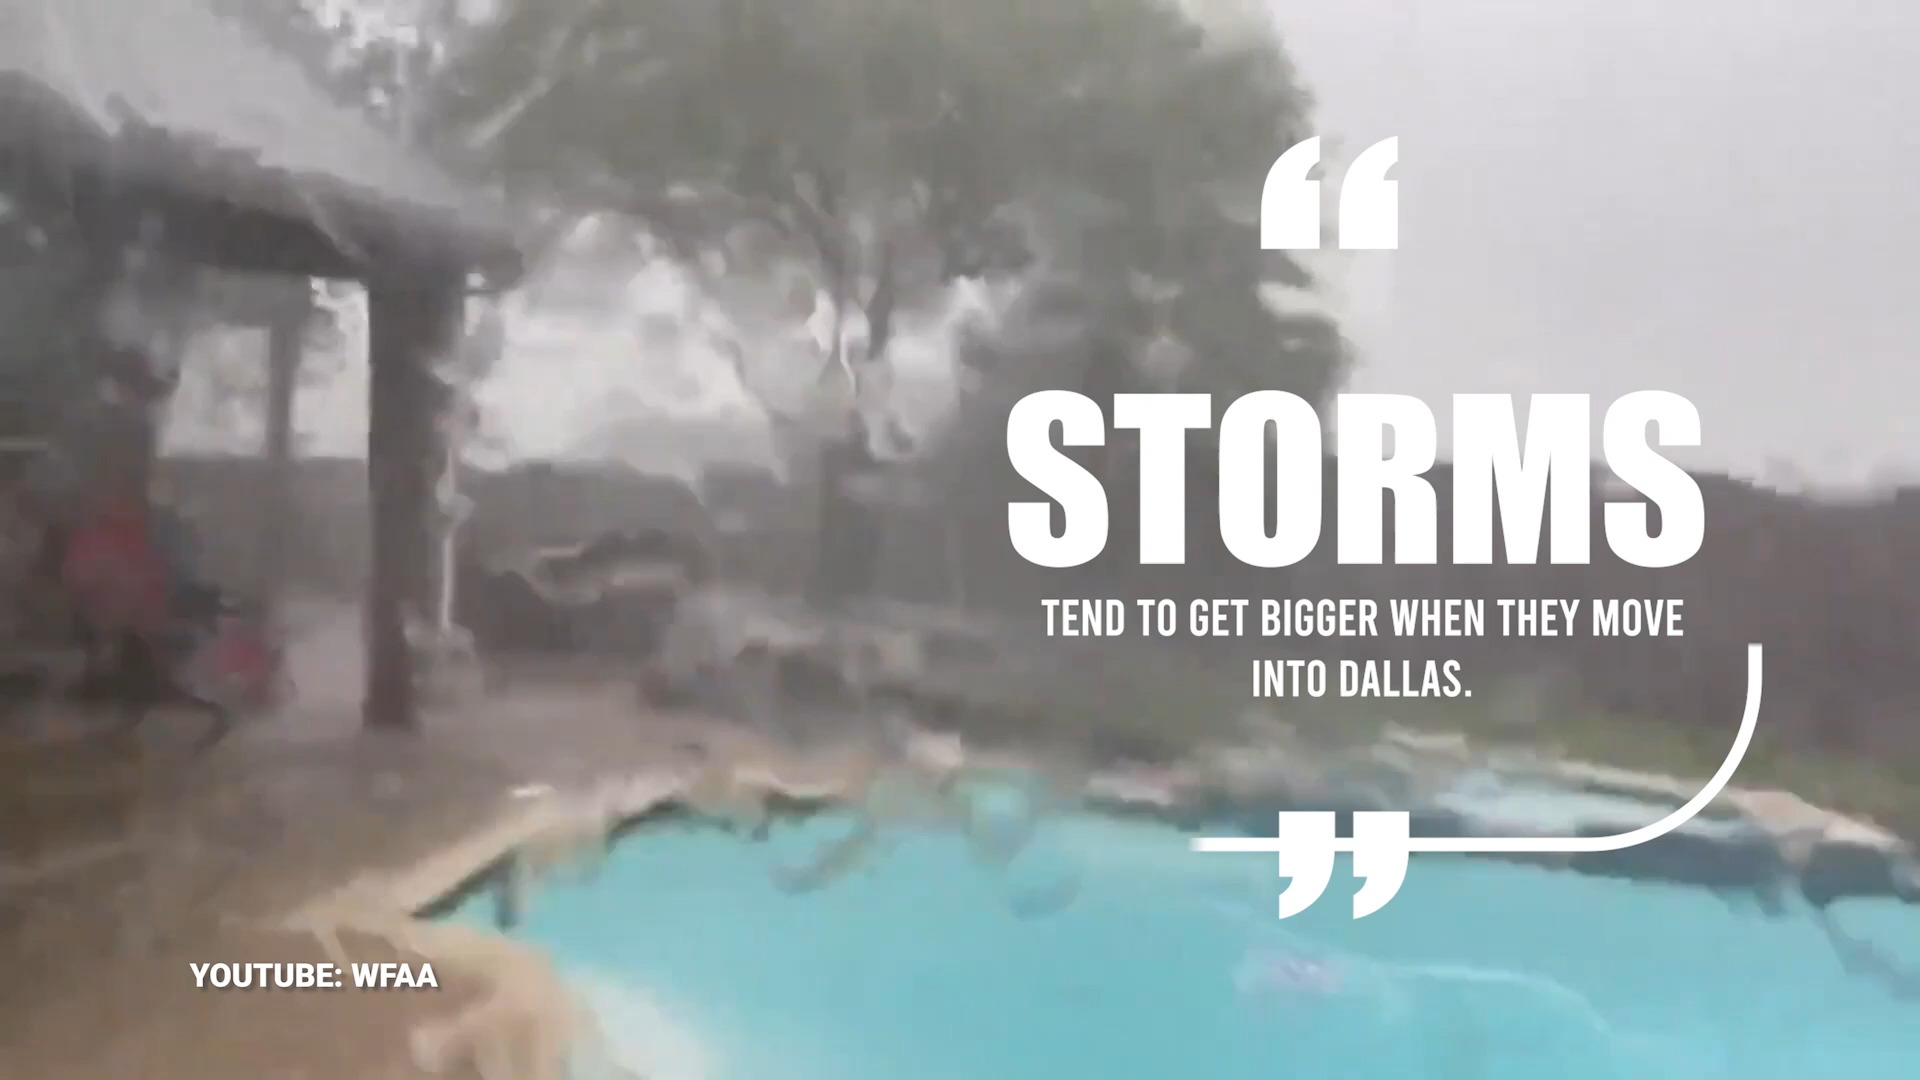 “
STORMS
TEND TO GET BIGGER WHEN THEY MOVE
INTO DALLAS.
”
YOUTUBE: WFAA